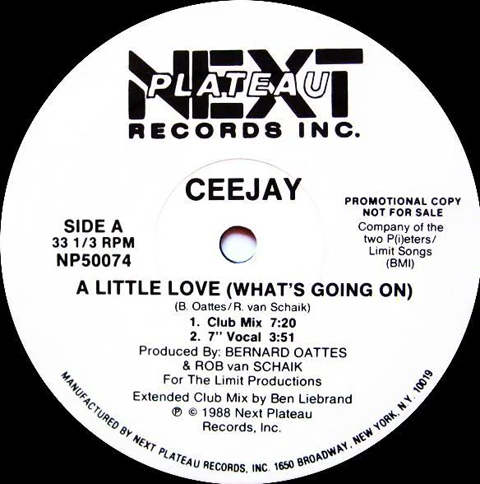 NEXT
PLATEAU
RECORDS INC.
CEEJAY
SIDE A
33 1/3 RPM
NP50074
PROMOTIONAL COPY
NOT FOR SALE
Company of the
two P(i)eters/
Limit Songs
(BMI)
A LITTLE LOVE (WHAT'S GOING ON)
(B. Oattes/R. van Schaik)
1. Club Mix 7:20
2. 7" Vocal 3:51
Produced By: BERNARD OATTES
& ROB van SCHAIK
For The Limit Productions
Extended Club Mix by Ben Liebrand
℗ © 1988 Next Plateau
Records, Inc.
MANUFACTURED BY NEXT PLATEAU RECORDS, INC. 1650 BROADWAY, NEW YORK, N.Y. 10019